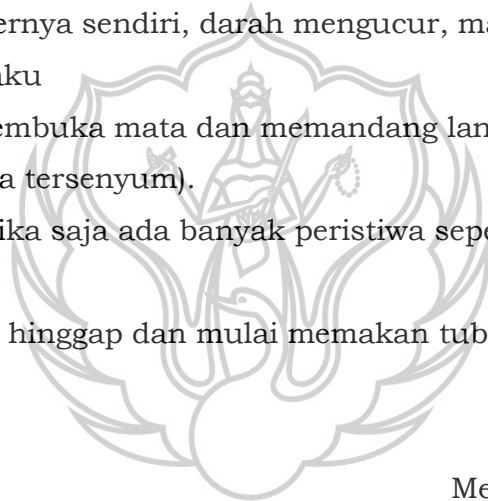 ernya sendiri, darah mengucur, ma
aku
embuka mata dan memandang lan
a tersenyum).
ika saja ada banyak peristiwa sepe
hinggap dan mulai memakan tub
Me